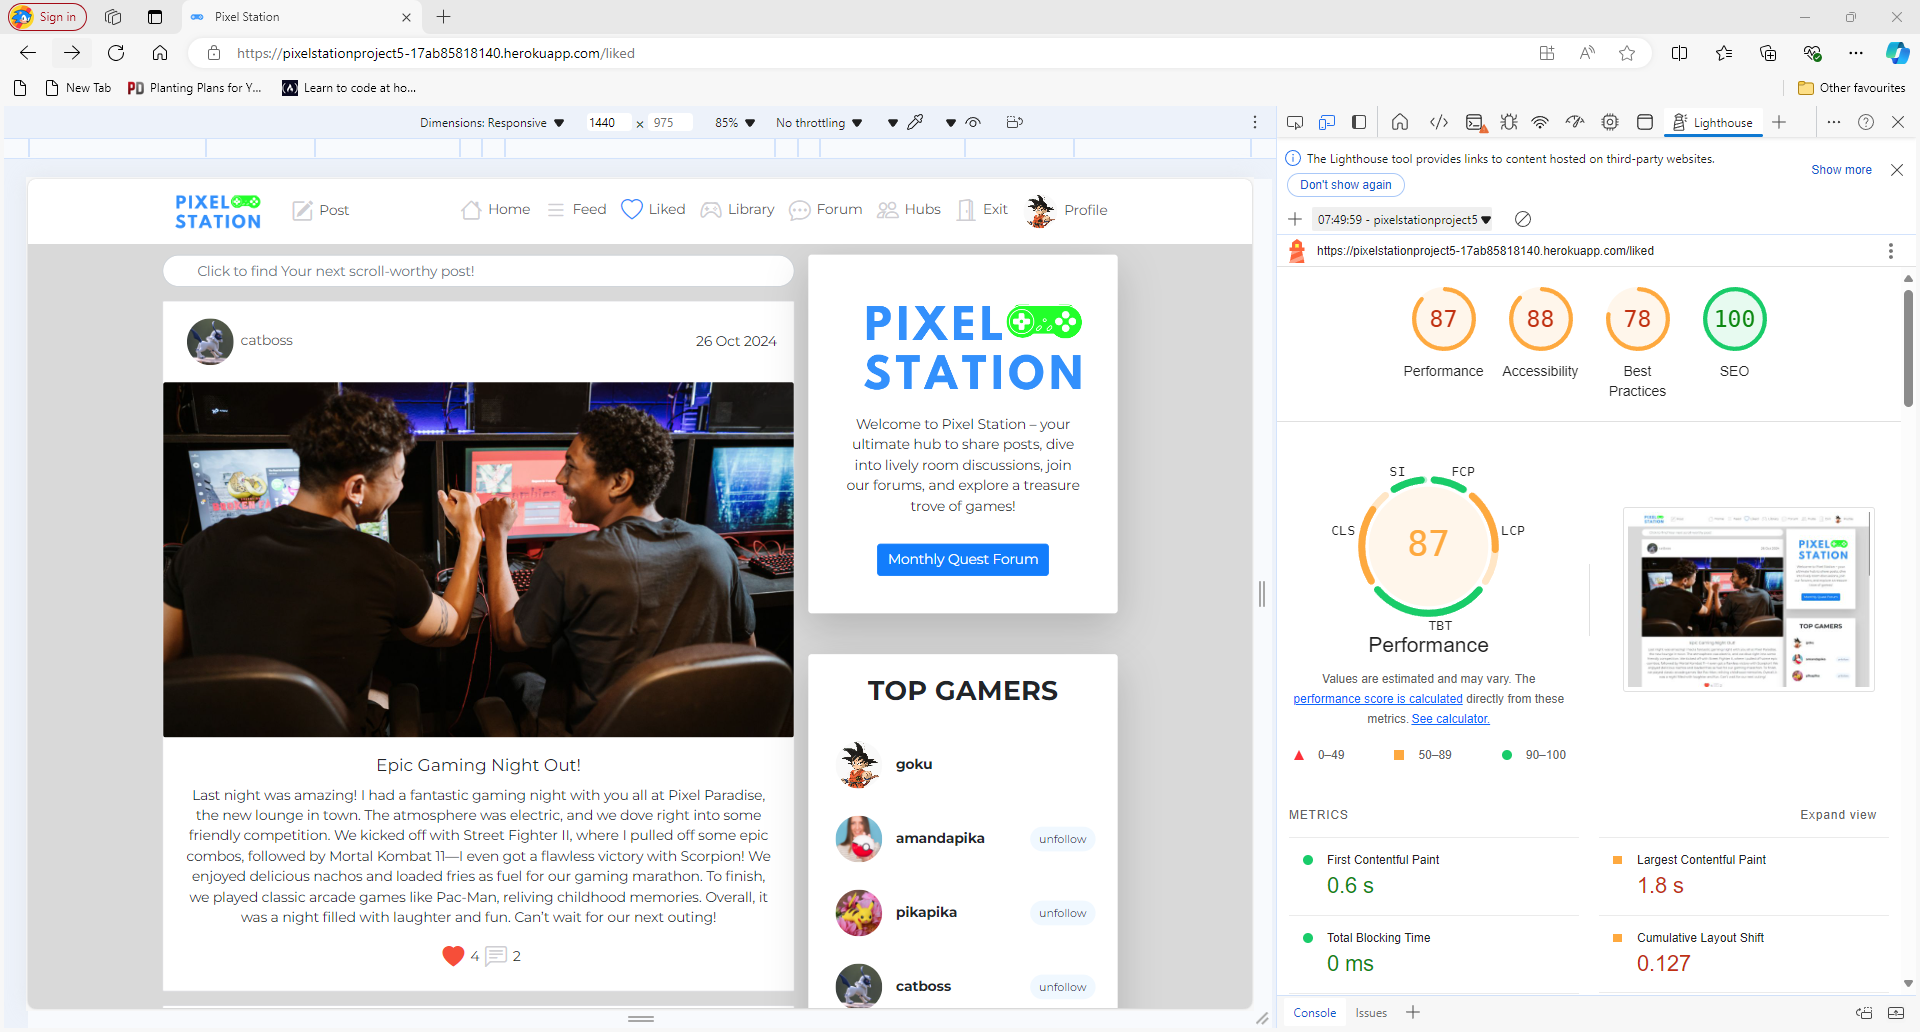 Sign in
Pixel Station
https://pixelstationproject5-17ab85818140.herokuapp.com/liked
New Tab
Planting Plans for Y...
Learn to code at ho...
Other favourites
Dimensions: Responsive
1440 × 975
85%
No throttling
Lighthouse
The Lighthouse tool provides links to content hosted on third-party websites.
Don't show again
Show more
07:49:59 - pixelstationproject5
https://pixelstationproject5-17ab85818140.herokuapp.com/liked
PIXEL
STATION
Post
Home
Feed
Liked
Library
Forum
Hubs
Exit
Profile
Click to find Your next scroll-worthy post!
catboss
26 Oct 2024
Epic Gaming Night Out!
Last night was amazing! I had a fantastic gaming night with you all at Pixel Paradise,
the new lounge in town. The atmosphere was electric, and we dove right into some
friendly competition. We kicked off with Street Fighter II, where I pulled off some epic
combos, followed by Mortal Kombat 11—I even got a flawless victory with Scorpion! We
enjoyed delicious nachos and loaded fries as fuel for our gaming marathon. To finish,
we played classic arcade games like Pac-Man, reliving childhood memories. Overall, it
was a night filled with laughter and fun. Can't wait for our next outing!
4
2
PIXEL
STATION
Welcome to Pixel Station – your
ultimate hub to share posts, dive
into lively room discussions, join
our forums, and explore a treasure
trove of games!
Monthly Quest Forum
TOP GAMERS
goku
amandapika
unfollow
pikapika
unfollow
catboss
unfollow
87
Performance
88
Accessibility
78
Best
Practices
100
SEO
SI
FCP
CLS
LCP
87
TBT
Performance
Values are estimated and may vary. The
performance score is calculated directly from these
metrics. See calculator.
0–49
50–89
90–100
PIXEL
STATION
TOP GAMERS
METRICS
Expand view
First Contentful Paint
0.6 s
Largest Contentful Paint
1.8 s
Total Blocking Time
0 ms
Cumulative Layout Shift
0.127
Console
Issues